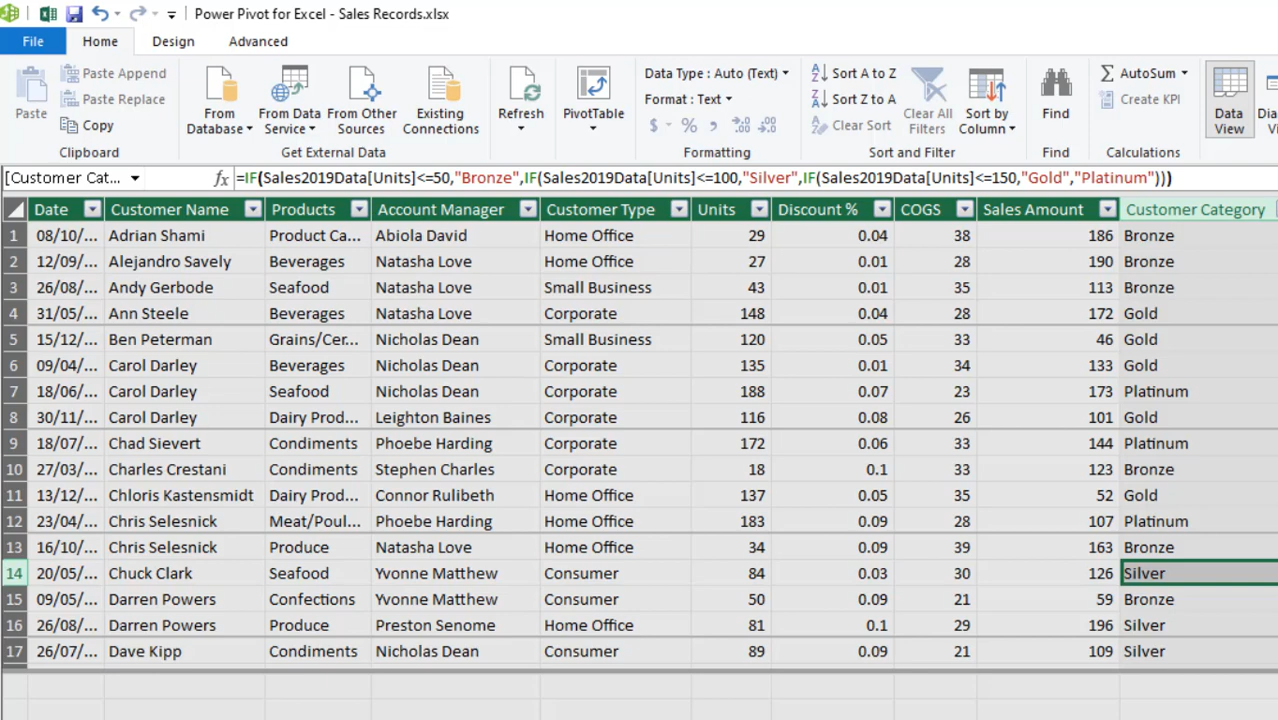 Power Pivot for Excel - Sales Records.xlsx
File Home Design Advanced
Paste
Paste Append
Paste Replace
Copy
Clipboard
From Database
From Data Service
From Other Sources
Existing Connections
Get External Data
Refresh
PivotTable
Data Type : Auto (Text)
Format : Text
$ % ,
Formatting
Sort A to Z
Sort Z to A
Clear Sort
Clear All Filters
Sort by Column
Sort and Filter
Find
Find
AutoSum
Create KPI
Calculations
Data View
[Customer Cat... fx =IF(Sales2019Data[Units]<=50,"Bronze",IF(Sales2019Data[Units]<=100,"Silver",IF(Sales2019Data[Units]<=150,"Gold","Platinum")))
Date Customer Name Products Account Manager Customer Type Units Discount % COGS Sales Amount Customer Category
1 08/10/... Adrian Shami Product Ca... Abiola David Home Office 29 0.04 38 186 Bronze
2 12/09/... Alejandro Savely Beverages Natasha Love Home Office 27 0.01 28 190 Bronze
3 26/08/... Andy Gerbode Seafood Natasha Love Small Business 43 0.01 35 113 Bronze
4 31/05/... Ann Steele Beverages Natasha Love Corporate 148 0.04 28 172 Gold
5 15/12/... Ben Peterman Grains/Cer... Nicholas Dean Small Business 120 0.05 33 46 Gold
6 09/04/... Carol Darley Beverages Nicholas Dean Corporate 135 0.01 34 133 Gold
7 18/06/... Carol Darley Seafood Nicholas Dean Corporate 188 0.07 23 173 Platinum
8 30/11/... Carol Darley Dairy Prod... Leighton Baines Corporate 116 0.08 26 101 Gold
9 18/07/... Chad Sievert Condiments Phoebe Harding Corporate 172 0.06 33 144 Platinum
10 27/03/... Charles Crestani Condiments Stephen Charles Corporate 18 0.1 33 123 Bronze
11 13/12/... Chloris Kastensmidt Dairy Prod... Connor Rulibeth Home Office 137 0.05 35 52 Gold
12 23/04/... Chris Selesnick Meat/Poul... Phoebe Harding Home Office 183 0.09 28 107 Platinum
13 16/10/... Chris Selesnick Produce Natasha Love Home Office 34 0.09 39 163 Bronze
14 20/05/... Chuck Clark Seafood Yvonne Matthew Consumer 84 0.03 30 126 Silver
15 09/05/... Darren Powers Confections Yvonne Matthew Consumer 50 0.09 21 59 Bronze
16 26/08/... Darren Powers Produce Preston Senome Home Office 81 0.1 29 196 Silver
17 26/07/... Dave Kipp Condiments Nicholas Dean Consumer 89 0.09 21 109 Silver